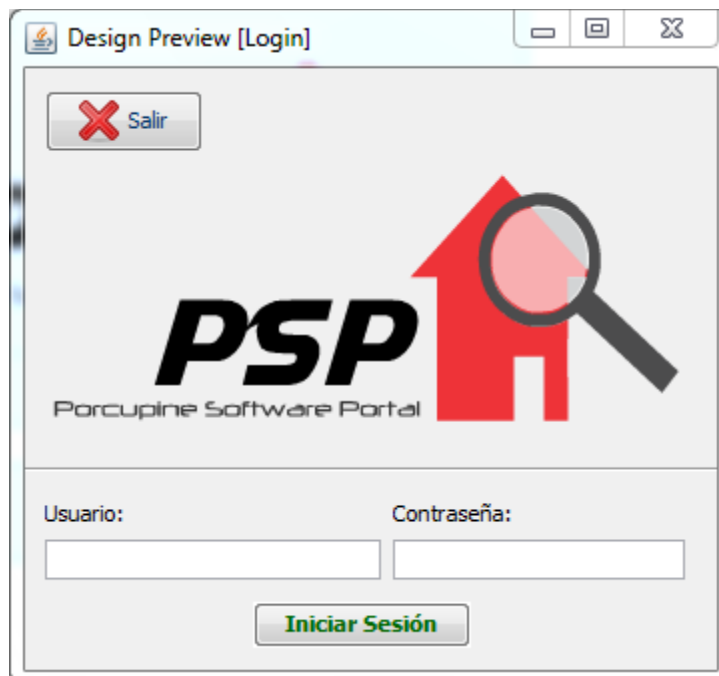 Design Preview [Login]
Salir
PSP
Porcupine Software Portal
Usuario:
Contraseña:
Iniciar Sesión